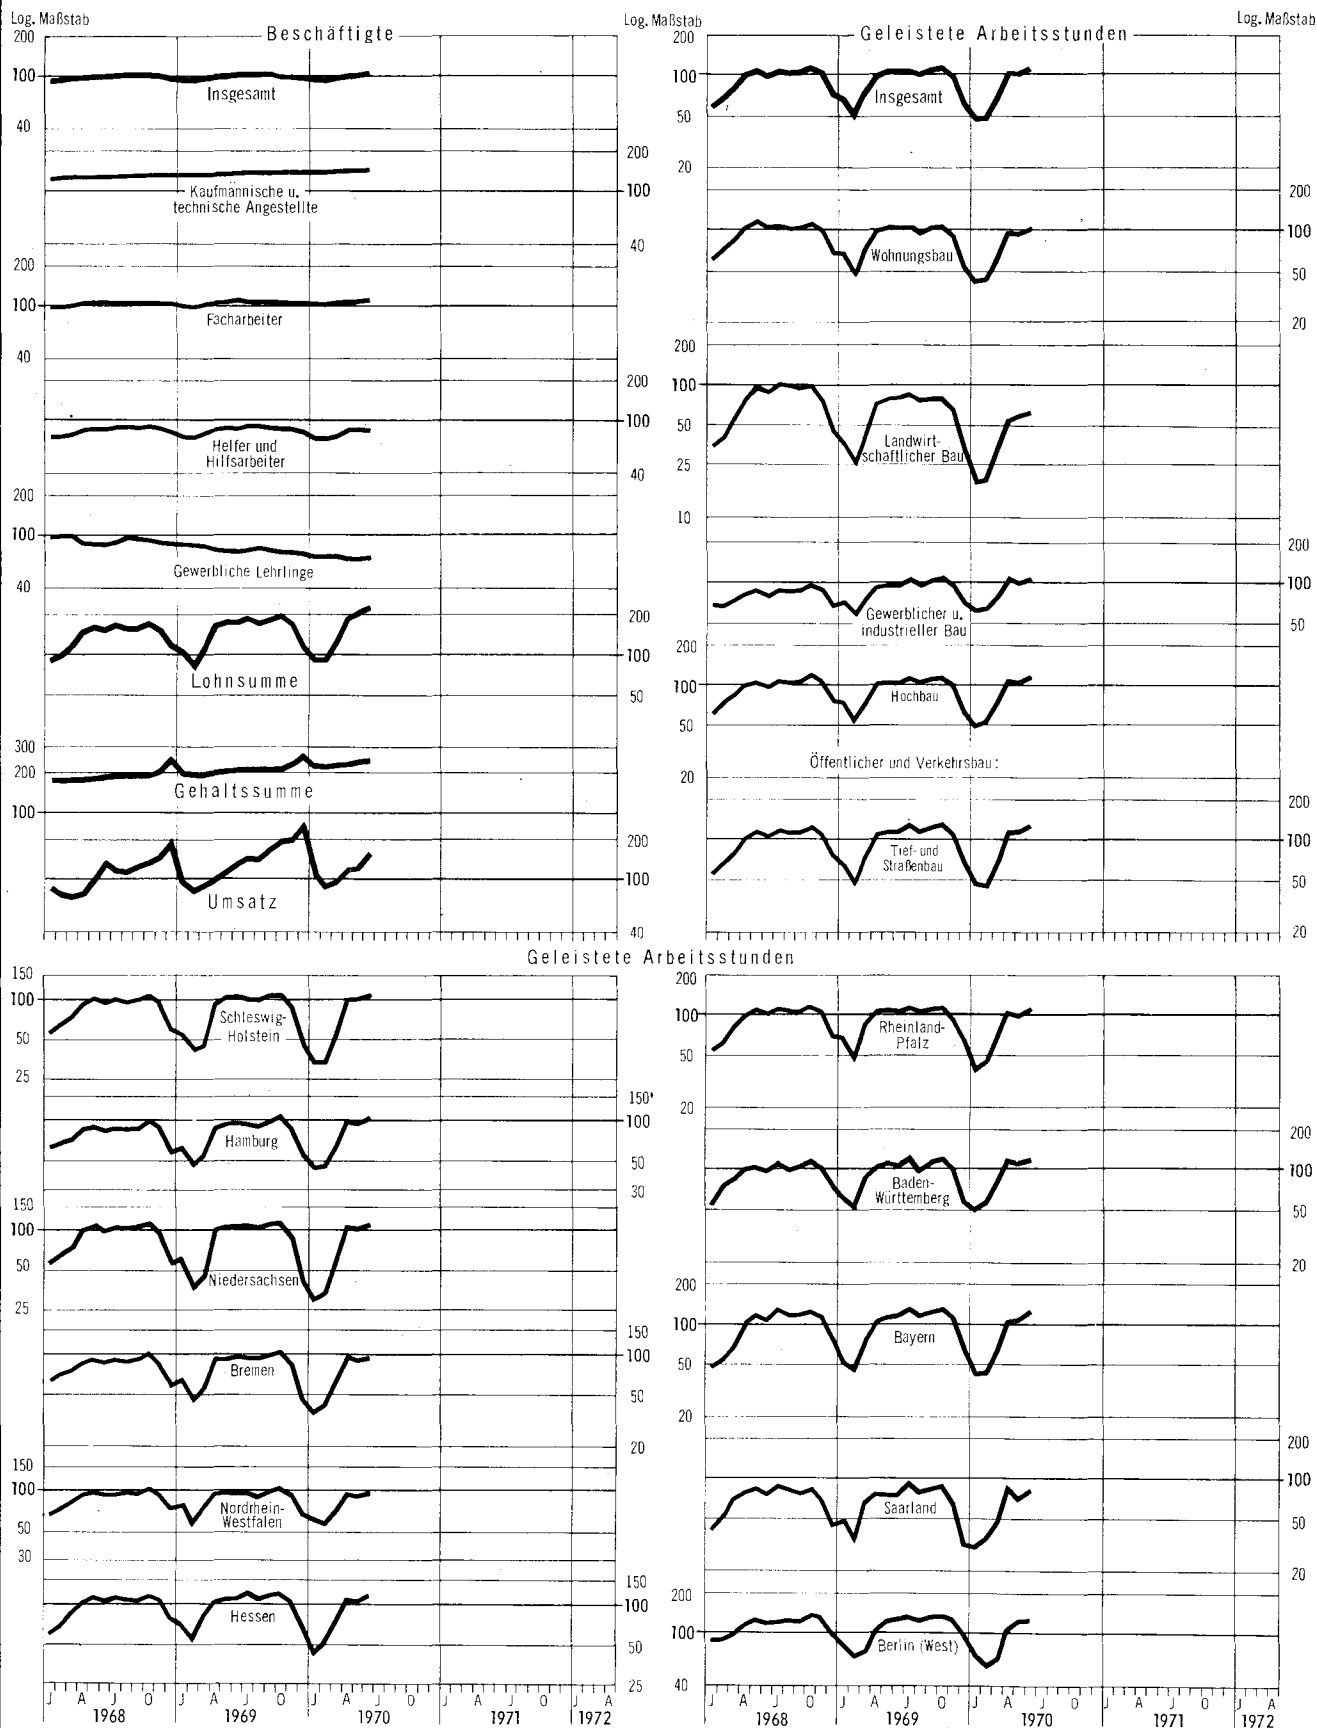 Log. Maßstab
Log. Maßstab
Log. Maßstab
Beschäftigte
200
100
Insgesamt
40
200
Kaufmännische u.
technische Angestellte
100
40
200
100
Facharbeiter
40
200
100
Helfer und
Hilfsarbeiter
40
200
100
Gewerbliche Lehrlinge
40
200
100
Lohnsumme
50
300
200
Gehaltssumme
100
200
100
Umsatz
40
Geleistete Arbeitsstunden
200
100
Insgesamt
50
20
200
100
Wohnungsbau
50
20
200
100
50
Landwirt-
schaftlicher Bau
25
10
200
100
Gewerblicher u.
industrieller Bau
50
200
100
Hochbau
50
Öffentlicher und Verkehrsbau:
20
200
100
Tief- und
Straßenbau
50
20
Geleistete Arbeitsstunden
150
100
Schleswig-
Holstein
50
25
150
100
Hamburg
50
30
150
100
50
Niedersachsen
25
150
100
Bremen
50
20
150
100
Nordrhein-
Westfalen
50
30
150
100
Hessen
50
25
J A J O J A J O J A J O J A J O J A
1968 1969 1970 1971 1972
200
100
Rheinland-
Pfalz
50
20
200
100
Baden-
Württemberg
50
20
200
100
Bayern
50
20
200
100
Saarland
50
20
200
100
Berlin (West)
40
J A J O J A J O J A J O J A J O J A
1968 1969 1970 1971 1972